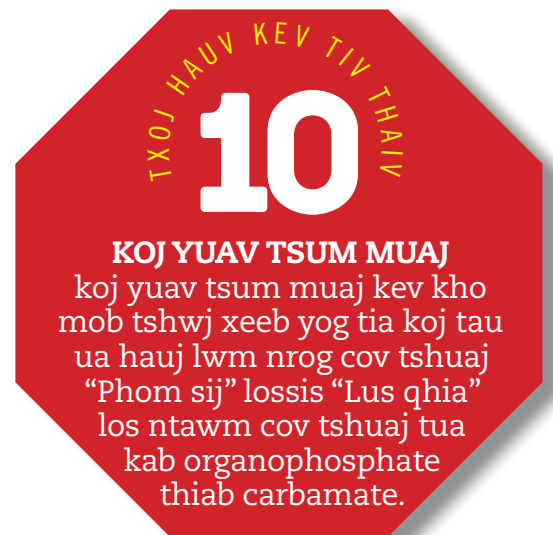 TXOJ HAUV KEV TIV THAIV
10
KOJ YUAV TSUM MUAJ
koj yuav tsum muaj kev kho
mob tshwj xeeb yog tia koj tau
ua hauj lwm nrog cov tshuaj
“Phom sij” lossis “Lus qhia”
los ntawm cov tshuaj tua
kab organophosphate
thiab carbamate.